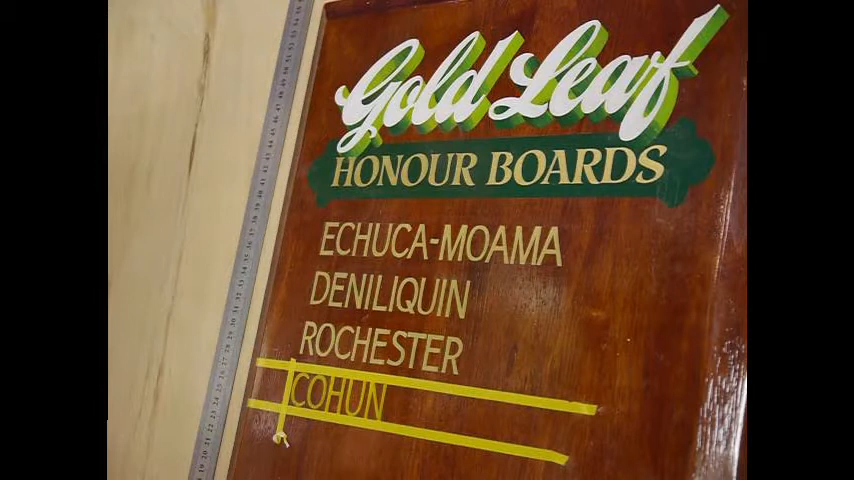 Gold Leaf
HONOUR BOARDS
ECHUCA-MOAMA
DENILIQUIN
ROCHESTER
COHUN